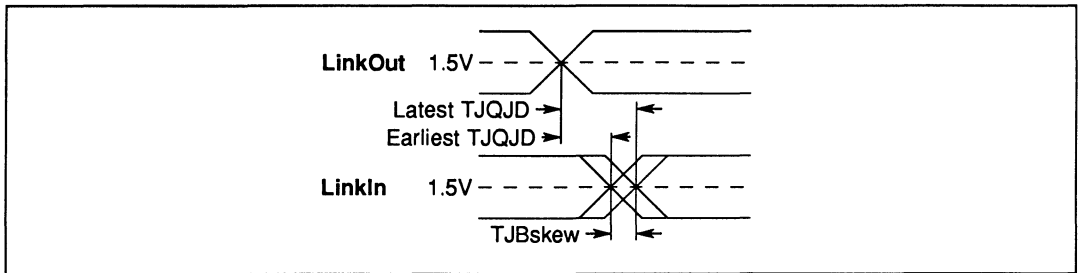 LinkOut 1.5V
Latest TJQJD
Earliest TJQJD
LinkIn 1.5V
TJBskew